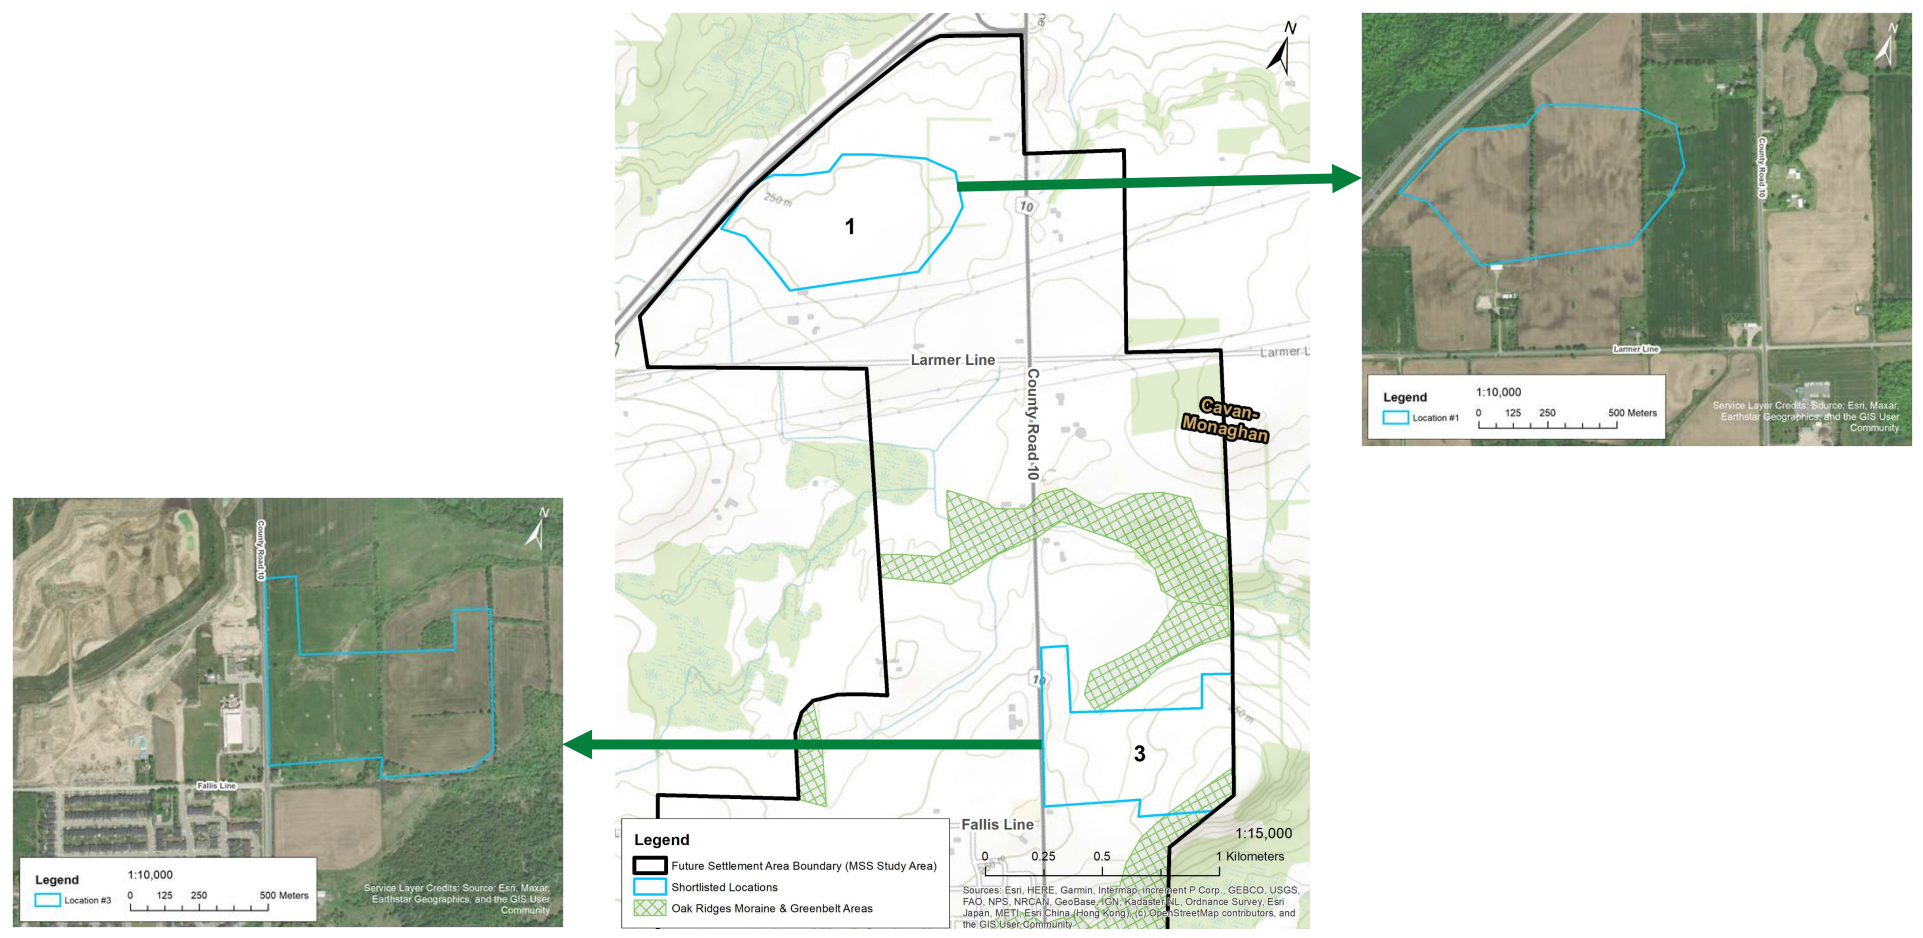 N
ne
250 m
1
10
Larmer Line
Larmer L
County Road 10
Cavan-
Monaghan
10
250 m
3
Fallis Line
1:15,000
0 0.25 0.5 1 Kilometers
Legend
Future Settlement Area Boundary (MSS Study Area)
Shortlisted Locations
Oak Ridges Moraine & Greenbelt Areas
Sources: Esri, HERE, Garmin, Intermap, increment P Corp., GEBCO, USGS,
FAO, NPS, NRCAN, GeoBase, IGN, Kadaster NL, Ordnance Survey, Esri
Japan, METI, Esri China (Hong Kong), (c) OpenStreetMap contributors, and
the GIS User Community
N
County Road 10
Larmer Line
Legend
Location #1
1:10,000
0 125 250 500 Meters
Service Layer Credits: Source: Esri, Maxar,
Earthstar Geographics, and the GIS User
Community
N
County Road 10
Fallis Line
Legend
Location #3
1:10,000
0 125 250 500 Meters
Service Layer Credits: Source: Esri, Maxar,
Earthstar Geographics, and the GIS User
Community